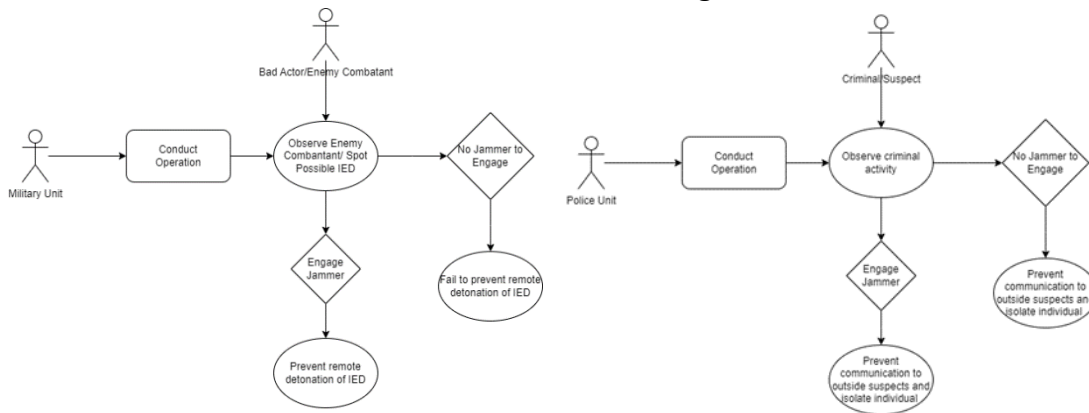 Bad Actor/Enemy Combatant
Military Unit
Conduct
Operation
Observe Enemy
Combantant/ Spot
Possible IED
No Jammer to
Engage
Engage
Jammer
Fail to prevent remote
detonation of IED
Prevent remote
detonation of IED
Criminal/Suspect
Police Unit
Conduct
Operation
Observe criminal
activity
No Jammer to
Engage
Engage
Jammer
Prevent
communication to
outside suspects and
isolate individual
Prevent
communication to
outside suspects and
isolate individual